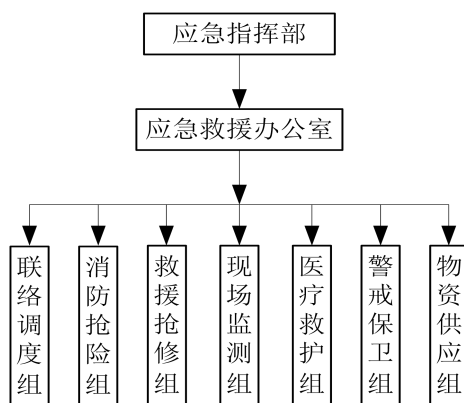 应急指挥部
应急救援办公室
联络调度组
消防抢险组
救援抢修组
现场监测组
医疗救护组
警戒保卫组
物资供应组